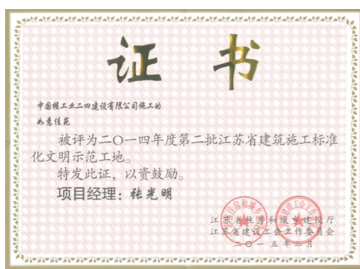 证书
中国核工业二四建设有限公司施工的
如意佳苑
被评为二○一四年度第二批江苏省建筑施工标准
化文明示范工地。
特发此证，以资鼓励。
项目经理：张光明
江苏省住房和城乡建设厅
江苏省建设工会工作委员会
二○一五年二月